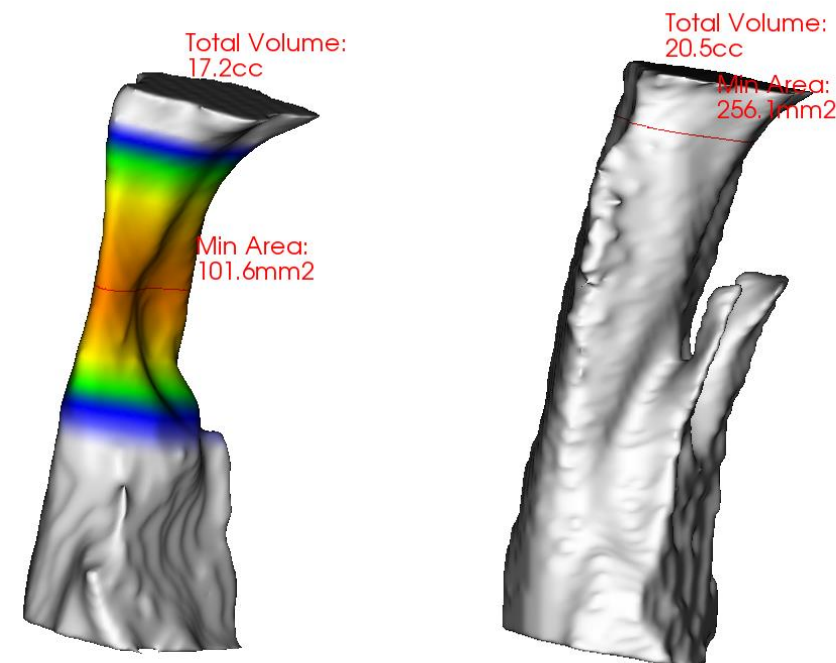 Total Volume:
17.2cc
Min Area:
101.6mm2
Total Volume:
20.5cc
Min Area:
256.1mm2